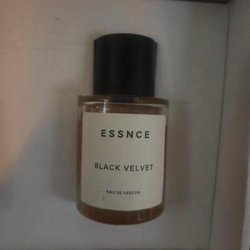 ESSNCE
BLACK VELVET
EAU DE PARFUM